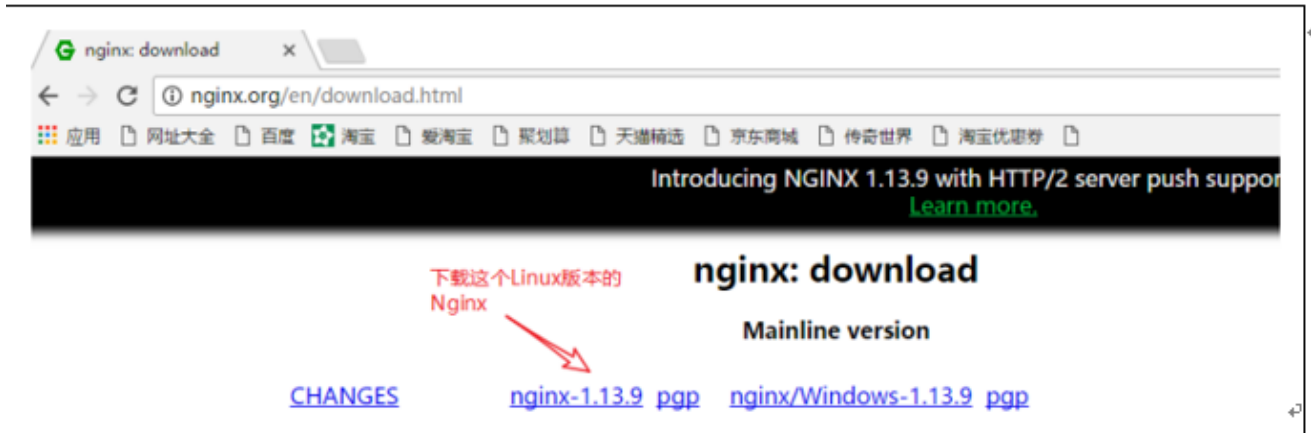 nginx: download
nginx.org/en/download.html
应用 网址大全 百度 淘宝 爱淘宝 聚划算 天猫精选 京东商城 传奇世界 淘宝优惠券
Introducing NGINX 1.13.9 with HTTP/2 server push suppor
Learn more.
nginx: download
下载这个Linux版本的
Nginx
Mainline version
CHANGES nginx-1.13.9 pgp nginx/Windows-1.13.9 pgp